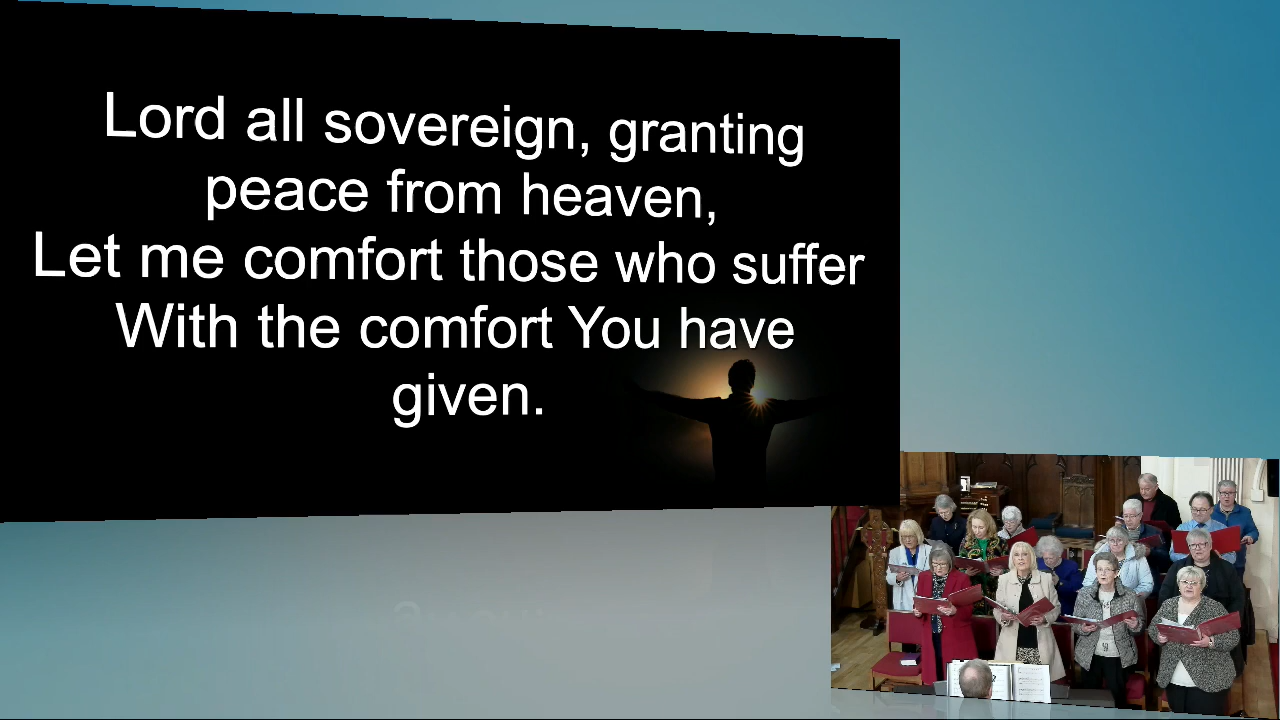 Lord all sovereign, granting
peace from heaven,
Let me comfort those who suffer
With the comfort You have
given.